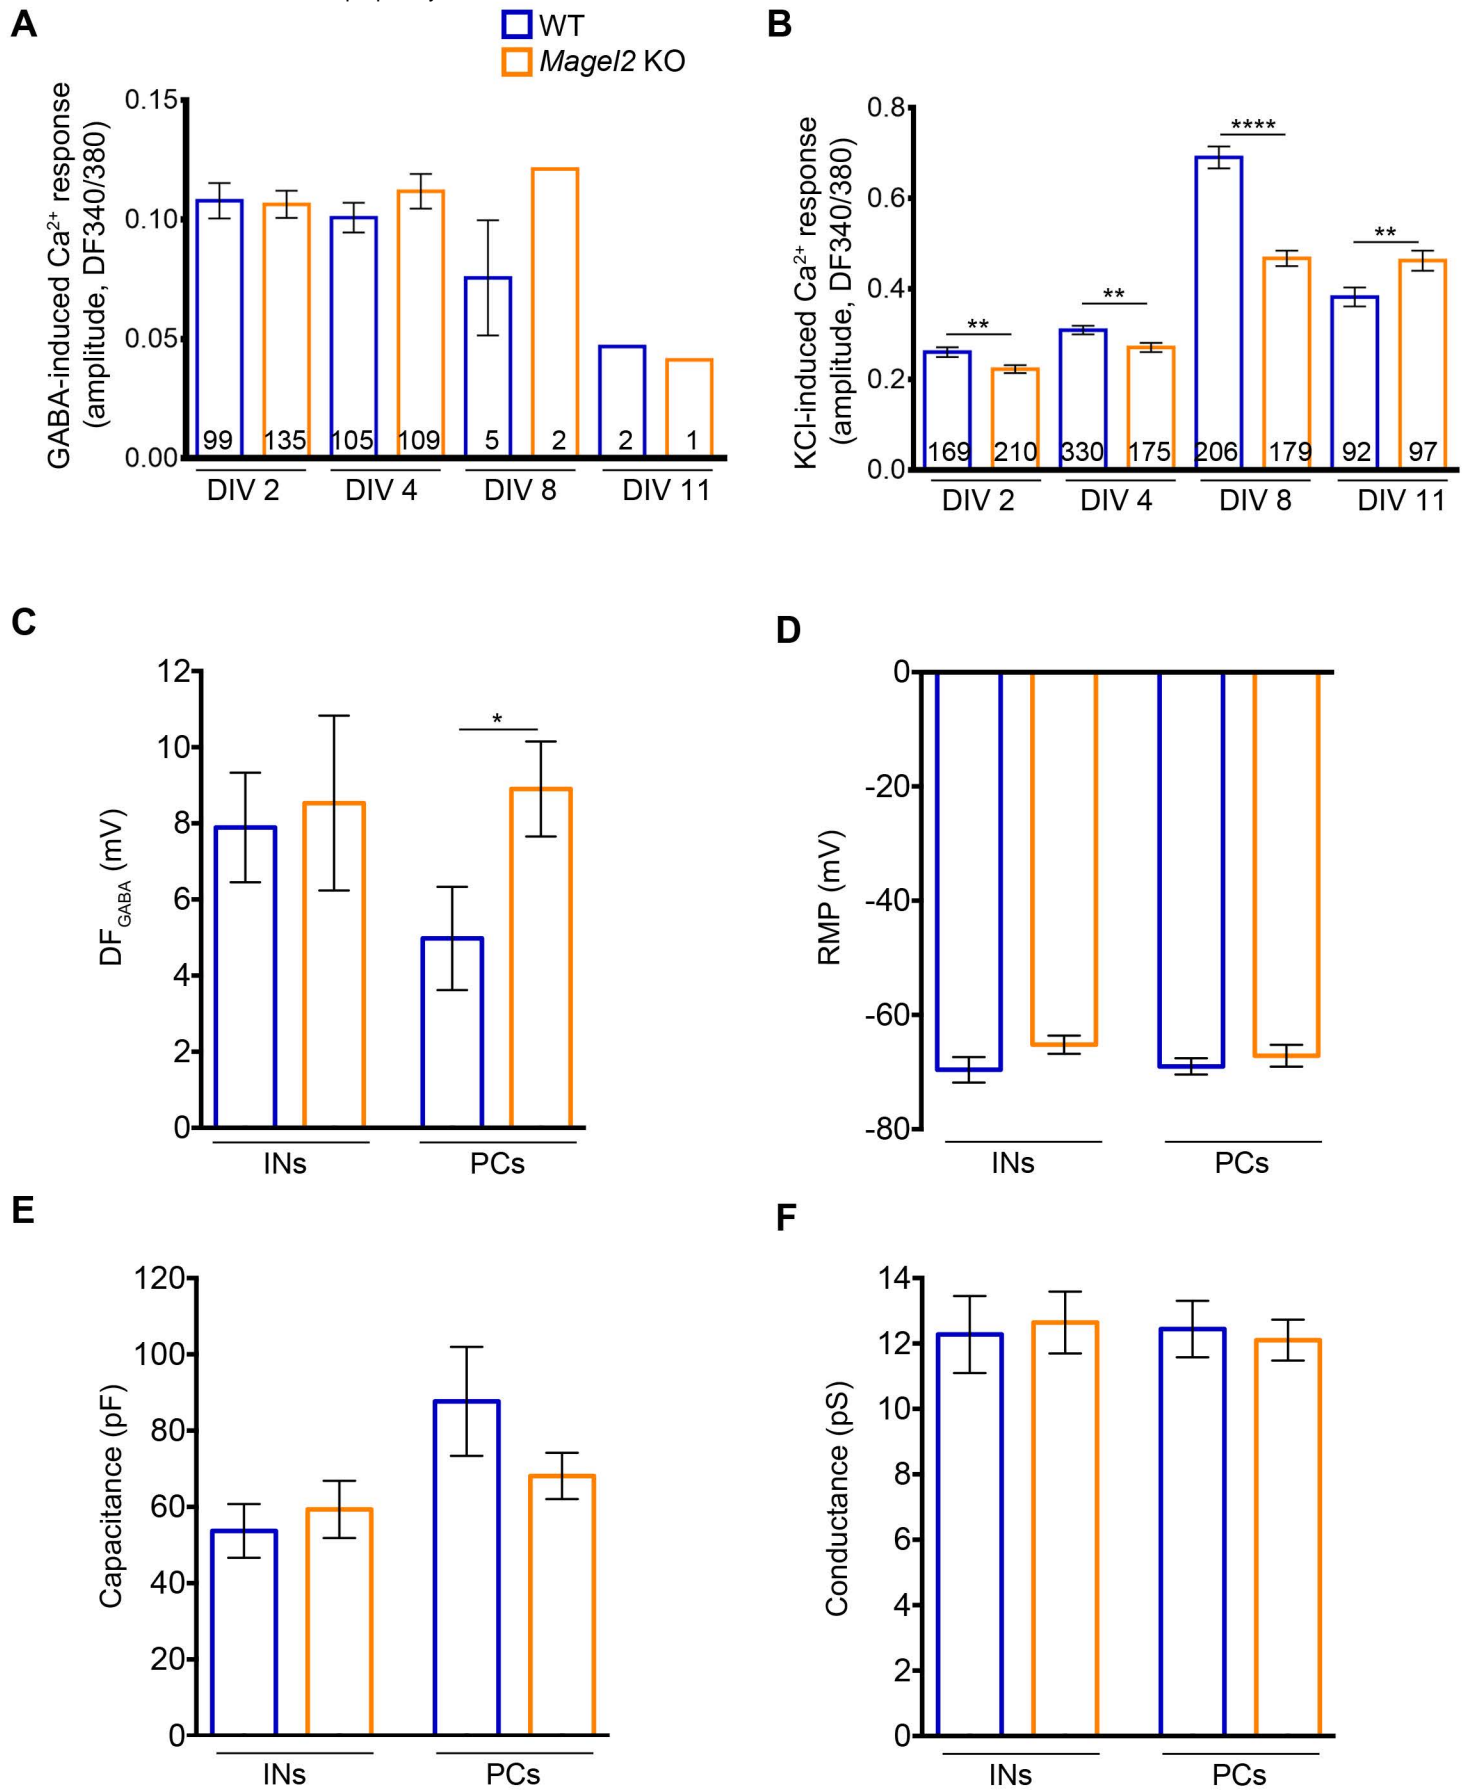 A
WT
Magel2 KO
B
GABA-induced Ca2+ response
(amplitude, DF340/380)
0.15
0.10
0.05
0.00
99 135 105 109 5 2 2 1
DIV 2 DIV 4 DIV 8 DIV 11
KCl-induced Ca2+ response
(amplitude, DF340/380)
0.8
0.6
0.4
0.2
0.0
** ** **** **
169 210 330 175 206 179 92 97
DIV 2 DIV 4 DIV 8 DIV 11
C
DFGABA (mV)
12
10
8
6
4
2
0
*
INs PCs
D
RMP (mV)
0
-20
-40
-60
-80
INs PCs
E
Capacitance (pF)
120
100
80
60
40
20
0
INs PCs
F
Conductance (pS)
14
12
10
8
6
4
2
0
INs PCs